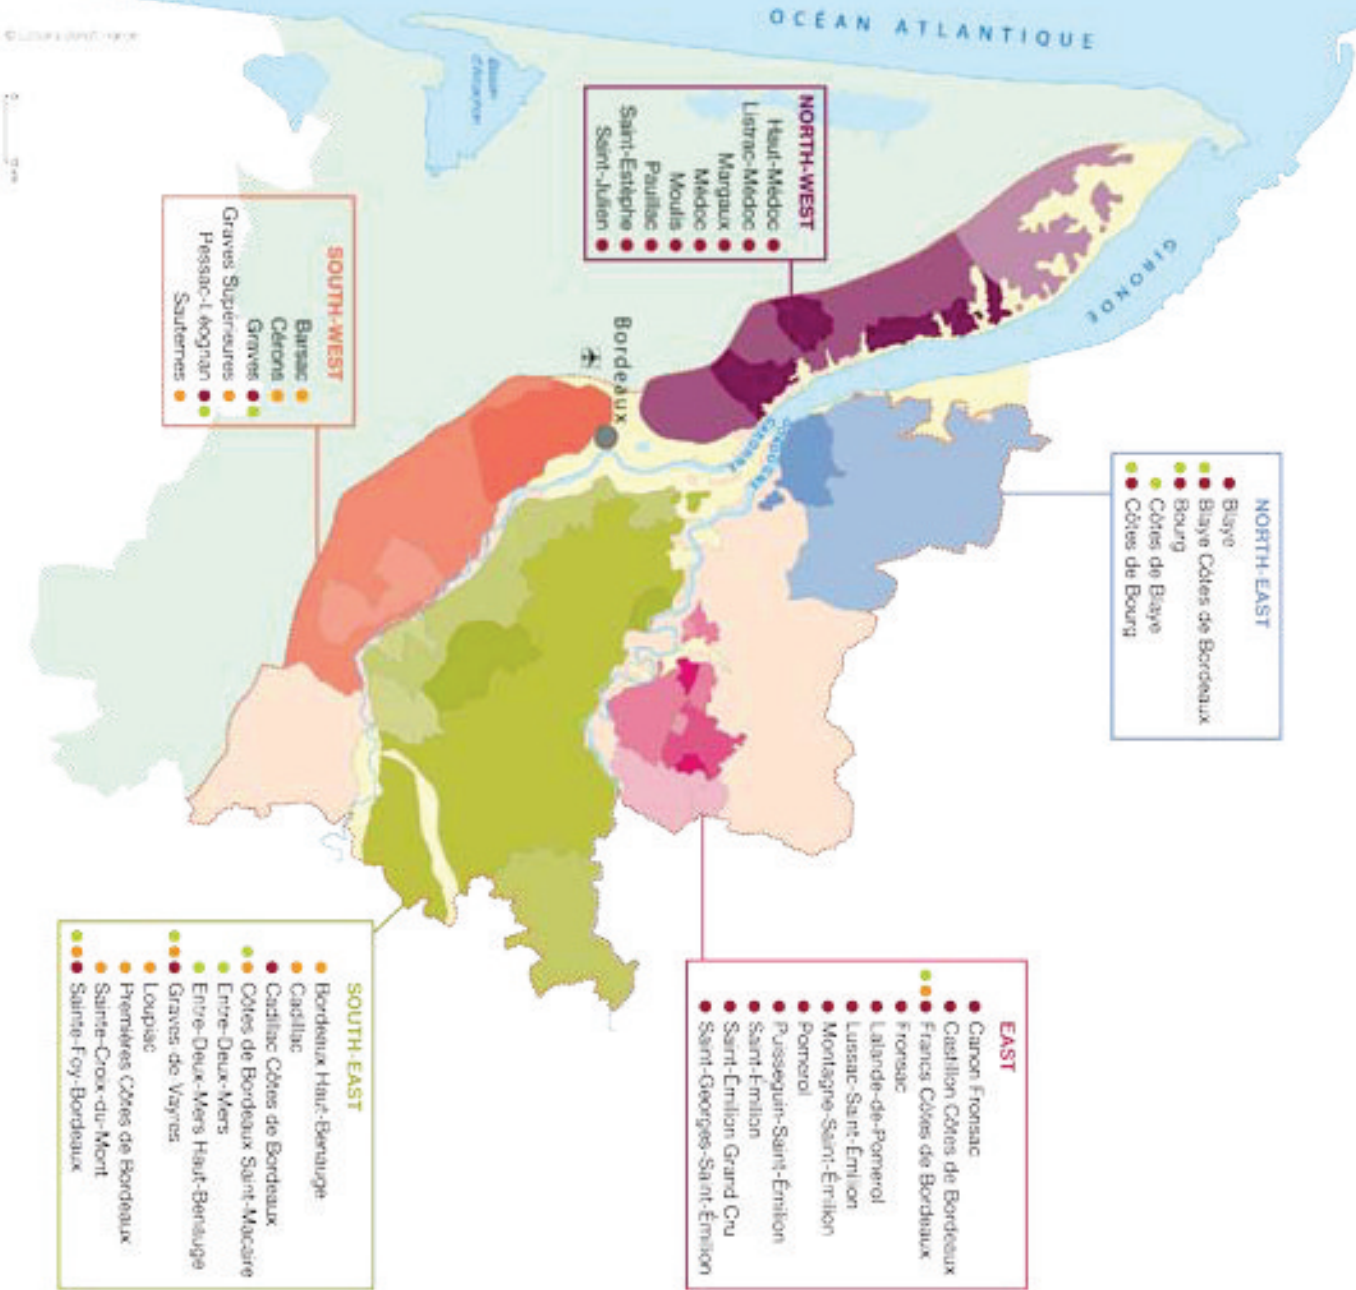 OCÉAN ATLANTIQUE
GIRONDE
NORTH-WEST
Haut-Médoc
Listrac-Médoc
Margaux
Médoc
Moulis
Pauillac
Saint-Estèphe
Saint-Julien
Bordeaux
DORDOGNE
GARONNE
SOUTH-WEST
Barsac
Cérons
Graves
Graves Supérieures
Pessac-Léognan
Sauternes
NORTH-EAST
Blaye
Blaye Côtes de Bordeaux
Bourg
Côtes de Blaye
Côtes de Bourg
EAST
Canon Fronsac
Castillon Côtes de Bordeaux
Francs Côtes de Bordeaux
Fronsac
Lalande-de-Pomerol
Lussac-Saint-Émilion
Montagne-Saint-Émilion
Pomerol
Puisseguin-Saint-Émilion
Saint-Émilion
Saint-Émilion Grand Cru
Saint-Georges-Saint-Émilion
SOUTH-EAST
Bordeaux Haut-Benauge
Cadillac
Cadillac Côtes de Bordeaux
Côtes de Bordeaux Saint-Macaire
Entre-Deux-Mers
Entre-Deux-Mers Haut-Benauge
Graves de Vayres
Loupiac
Premières Côtes de Bordeaux
Sainte-Croix-du-Mont
Sainte-Foy-Bordeaux